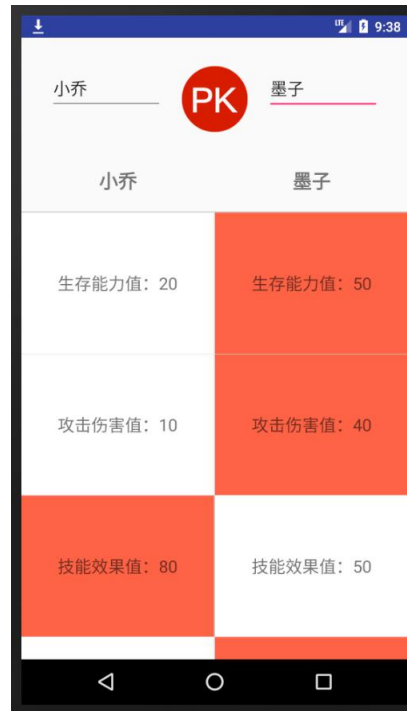 LTE 9:38
小乔 PK 墨子
小乔 墨子
生存能力值：20 生存能力值：50
攻击伤害值：10 攻击伤害值：40
技能效果值：80 技能效果值：50